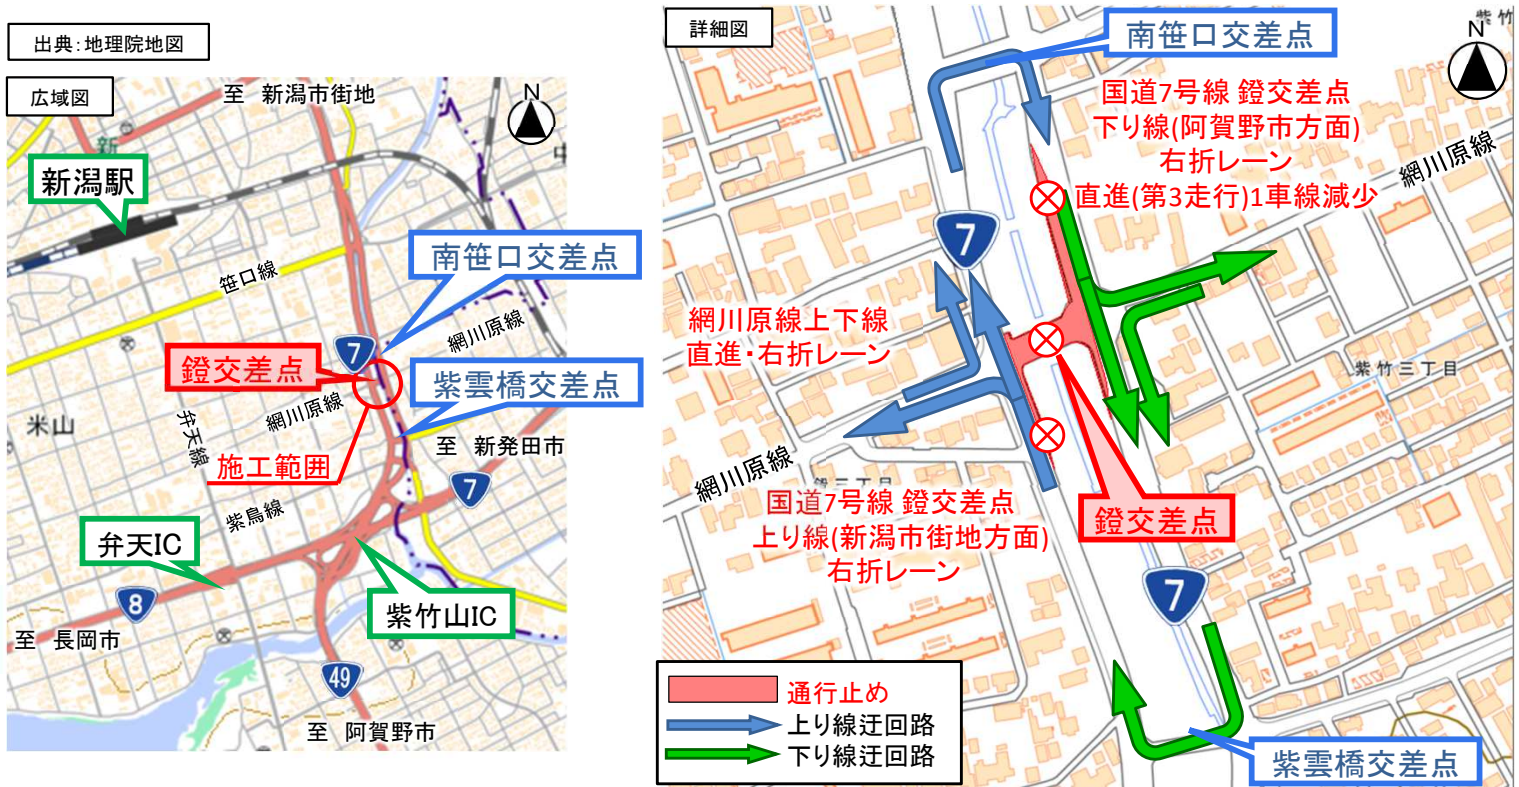 出典：地理院地図
広域図
至 新潟市街地
N
新
中
新潟駅
笹口線
南笹口交差点
網川原線
7
鐙交差点
紫雲橋交差点
網川原線
米山
弁天線
至 新発田市
施工範囲
7
紫鳥線
弁天IC
8
紫竹山IC
至 長岡市
49
至 阿賀野市
詳細図
南笹口交差点
紫竹
N
国道7号線 鐙交差点
下り線(阿賀野市方面)
右折レーン
直進(第3走行)1車線減少
網川原線
7
網川原線上下線
直進・右折レーン
紫竹三丁目
網川原線
鐙三丁目
国道7号線 鐙交差点
上り線(新潟市街地方面)
右折レーン
鐙交差点
7
通行止め
上り線迂回路
下り線迂回路
紫雲橋交差点